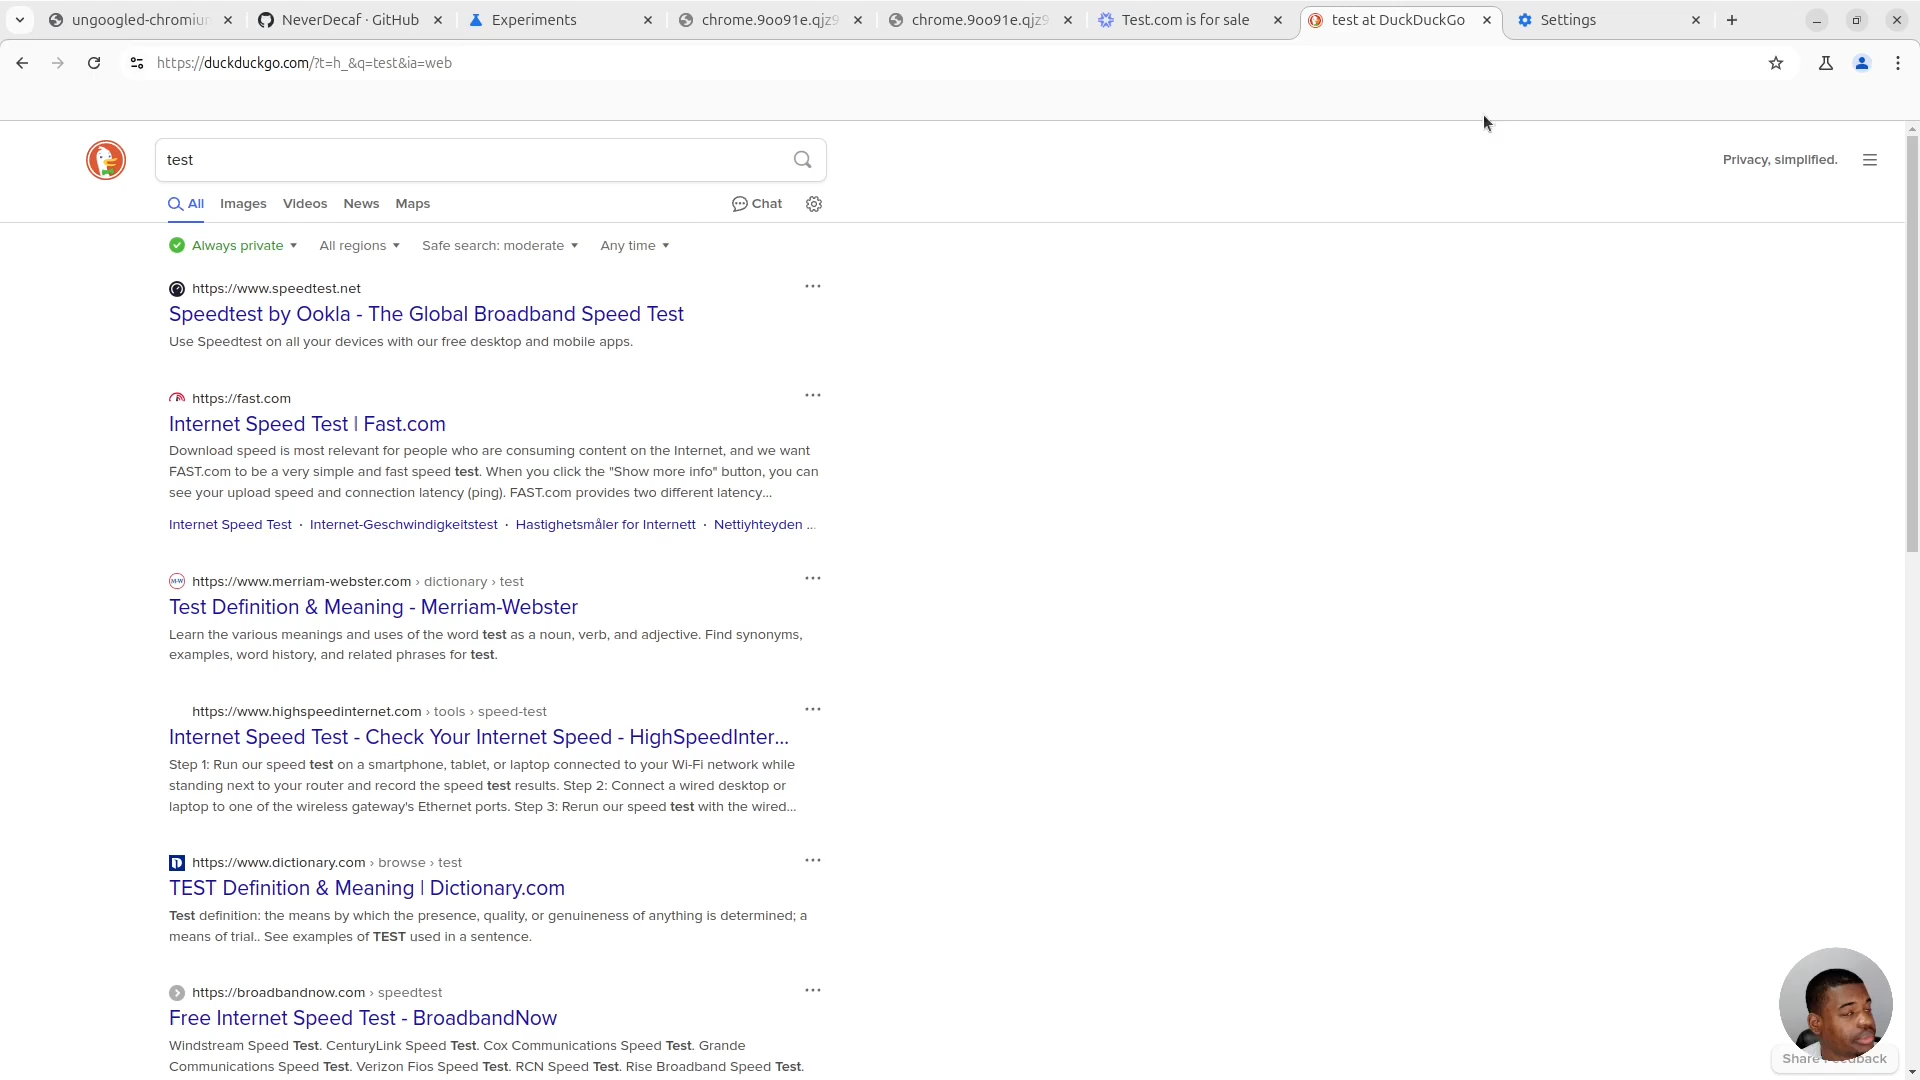 ungoogled-chromiun
NeverDecaf · GitHub
Experiments
chrome.9oo91e.qjz9
chrome.9oo91e.qjz9
Test.com is for sale
test at DuckDuckGo
Settings
https://duckduckgo.com/?t=h_&q=test&ia=web
test
Privacy, simplified.
All
Images
Videos
News
Maps
Chat
Always private
All regions
Safe search: moderate
Any time
https://www.speedtest.net
Speedtest by Ookla - The Global Broadband Speed Test
Use Speedtest on all your devices with our free desktop and mobile apps.
https://fast.com
Internet Speed Test | Fast.com
Download speed is most relevant for people who are consuming content on the Internet, and we want
FAST.com to be a very simple and fast speed test. When you click the "Show more info" button, you can
see your upload speed and connection latency (ping). FAST.com provides two different latency...
Internet Speed Test · Internet-Geschwindigkeitstest · Hastighetsmåler for Internett · Nettiyhteyden ...
M-W
https://www.merriam-webster.com › dictionary › test
Test Definition & Meaning - Merriam-Webster
Learn the various meanings and uses of the word test as a noun, verb, and adjective. Find synonyms,
examples, word history, and related phrases for test.
https://www.highspeedinternet.com › tools › speed-test
Internet Speed Test - Check Your Internet Speed - HighSpeedInter...
Step 1: Run our speed test on a smartphone, tablet, or laptop connected to your Wi-Fi network while
standing next to your router and record the speed test results. Step 2: Connect a wired desktop or
laptop to one of the wireless gateway's Ethernet ports. Step 3: Rerun our speed test with the wired...
https://www.dictionary.com › browse › test
TEST Definition & Meaning | Dictionary.com
Test definition: the means by which the presence, quality, or genuineness of anything is determined; a
means of trial.. See examples of TEST used in a sentence.
https://broadbandnow.com › speedtest
Free Internet Speed Test - BroadbandNow
Windstream Speed Test. CenturyLink Speed Test. Cox Communications Speed Test. Grande
Communications Speed Test. Verizon Fios Speed Test. RCN Speed Test. Rise Broadband Speed Test.
Share Feedback